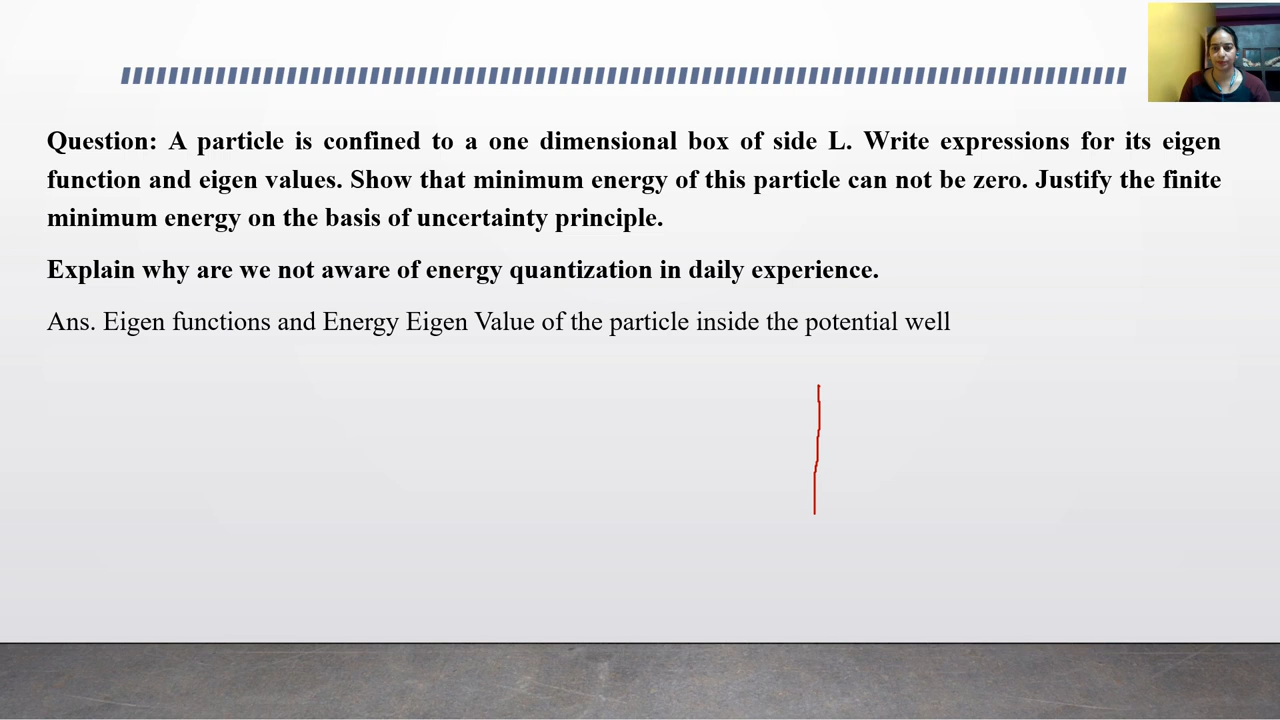 Question: A particle is confined to a one dimensional box of side L. Write expressions for its eigen
function and eigen values. Show that minimum energy of this particle can not be zero. Justify the finite
minimum energy on the basis of uncertainty principle.
Explain why are we not aware of energy quantization in daily experience.
Ans. Eigen functions and Energy Eigen Value of the particle inside the potential well